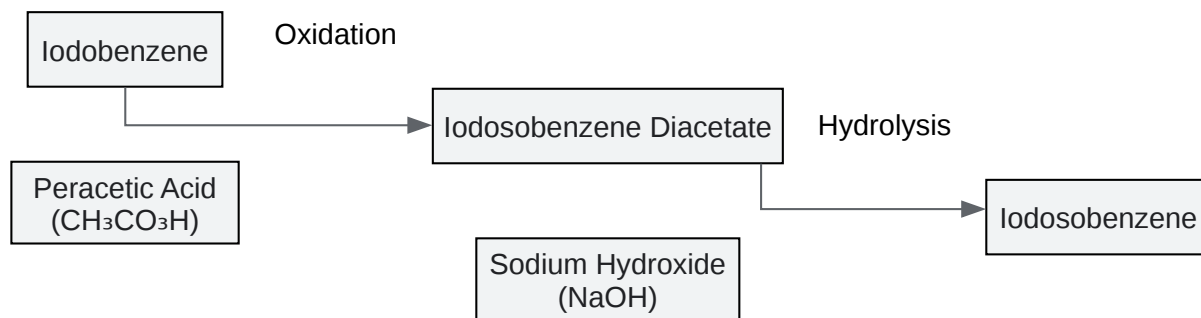 Iodobenzene
Oxidation
Iodosobenzene Diacetate
Hydrolysis
Peracetic Acid
(CH₃CO₃H)
Iodosobenzene
Sodium Hydroxide
(NaOH)